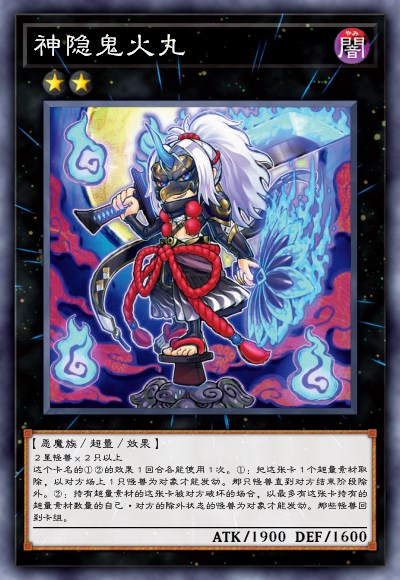 神隐鬼火丸
やみ
闇
【恶魔族/超量/效果】
2星怪兽×2只以上
这个卡名的①②的效果1回合各能使用1次。①：把这张卡1个超量素材取
除，以对方场上1只怪兽为对象才能发动。那只怪兽直到对方结束阶段除
外。②：持有超量素材的这张卡被对方破坏的场合，以最多有这张卡持有的
超量素材数量的自己·对方的除外状态的怪兽为对象才能发动。那些怪兽回
到卡组。
ATK/1900 DEF/1600